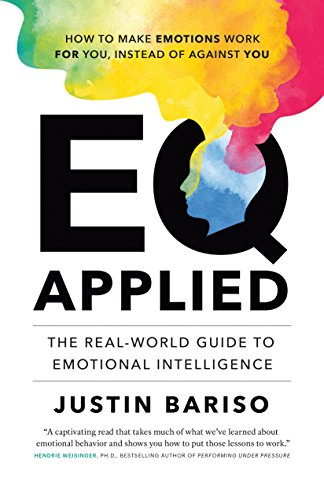 HOW TO MAKE EMOTIONS WORK
FOR YOU, INSTEAD OF AGAINST YOU
EQ
APPLIED
THE REAL-WORLD GUIDE TO
EMOTIONAL INTELLIGENCE
JUSTIN BARISO
"A captivating read that takes much of what we've learned about
emotional behavior and shows you how to put those lessons to work."
HENDRIE WEISINGER, PH.D., BESTSELLING AUTHOR OF PERFORMING UNDER PRESSURE